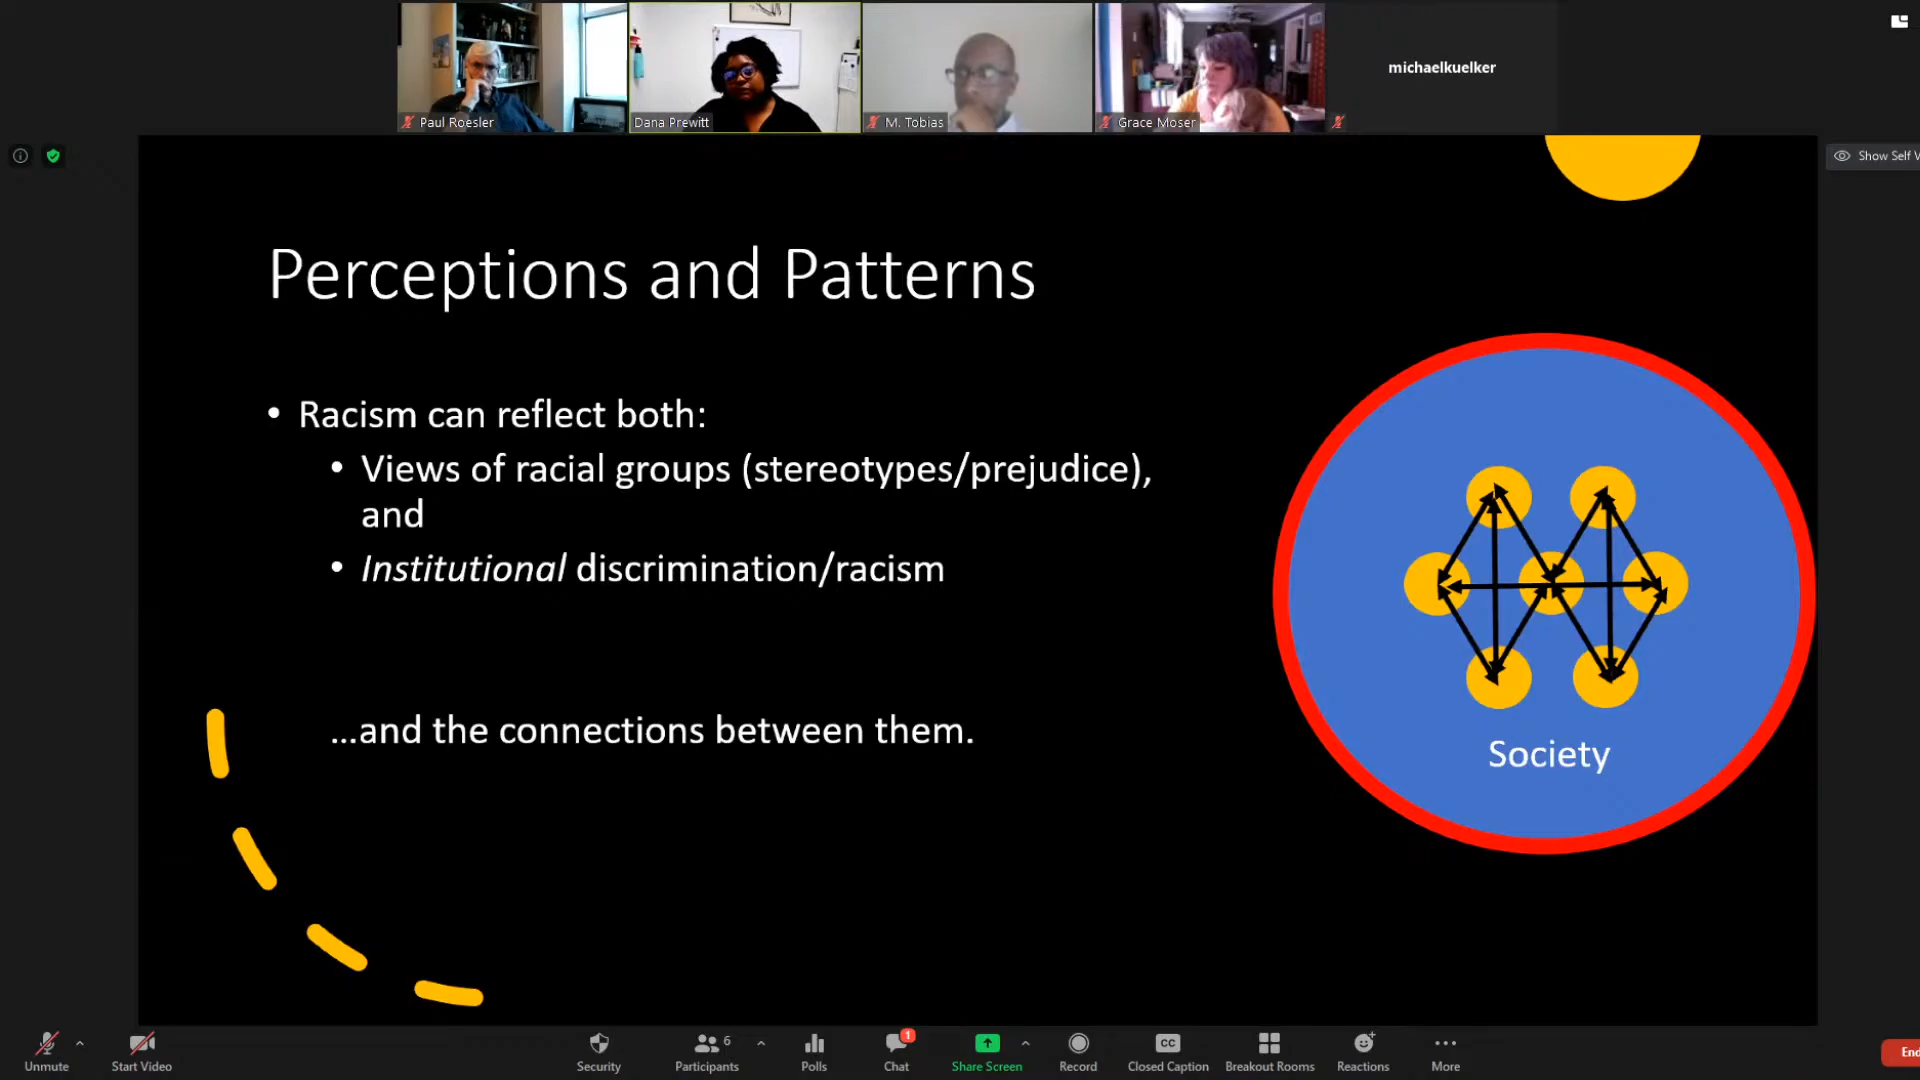 michaelkuelker
Paul Roesler
Dana Prewitt
M. Tobias
Grace Moser
Show Self V
Perceptions and Patterns
• Racism can reflect both:
• Views of racial groups (stereotypes/prejudice),
and
• Institutional discrimination/racism
...and the connections between them.
Society
Unmute
Start Video
Security
Participants
6
Polls
Chat
1
Share Screen
Record
CC
Closed Caption
Breakout Rooms
Reactions
More
End